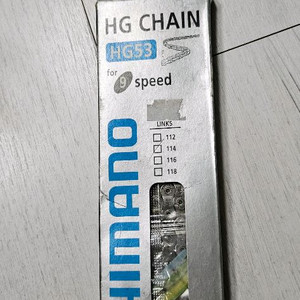 HG CHAIN
HG53
for 9 speed
LINKS
112
114
116
118
SHIMANO